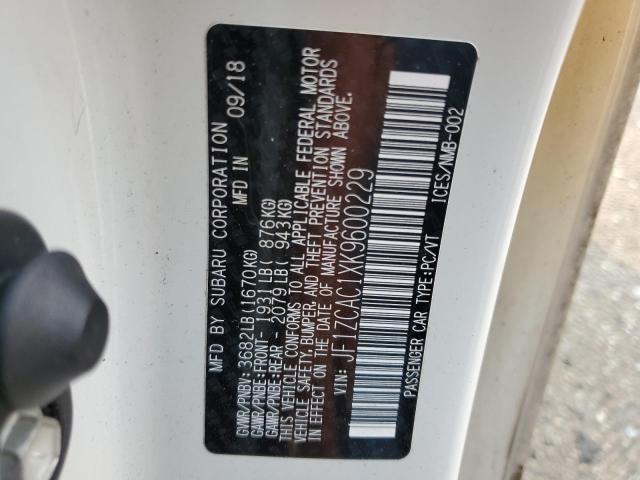 MFD BY SUBARU CORPORATION 09/18
GVWR/PNBV: 3682LB(1670KG)
GAWR/PNBE:FRONT- 1931LB( 876KG)
GAWR/PNBE:REAR - 2079LB( 943KG)
THIS VEHICLE CONFORMS TO ALL APPLICABLE FEDERAL MOTOR
VEHICLE SAFETY,BUMPER,AND THEFT PREVENTION STANDARDS
IN EFFECT ON THE DATE OF MANUFACTURE SHOWN ABOVE.
VIN: JF1ZCAC1XK9600229
PASSENGER CAR TYPE:PC/VT ICES/NMB-002